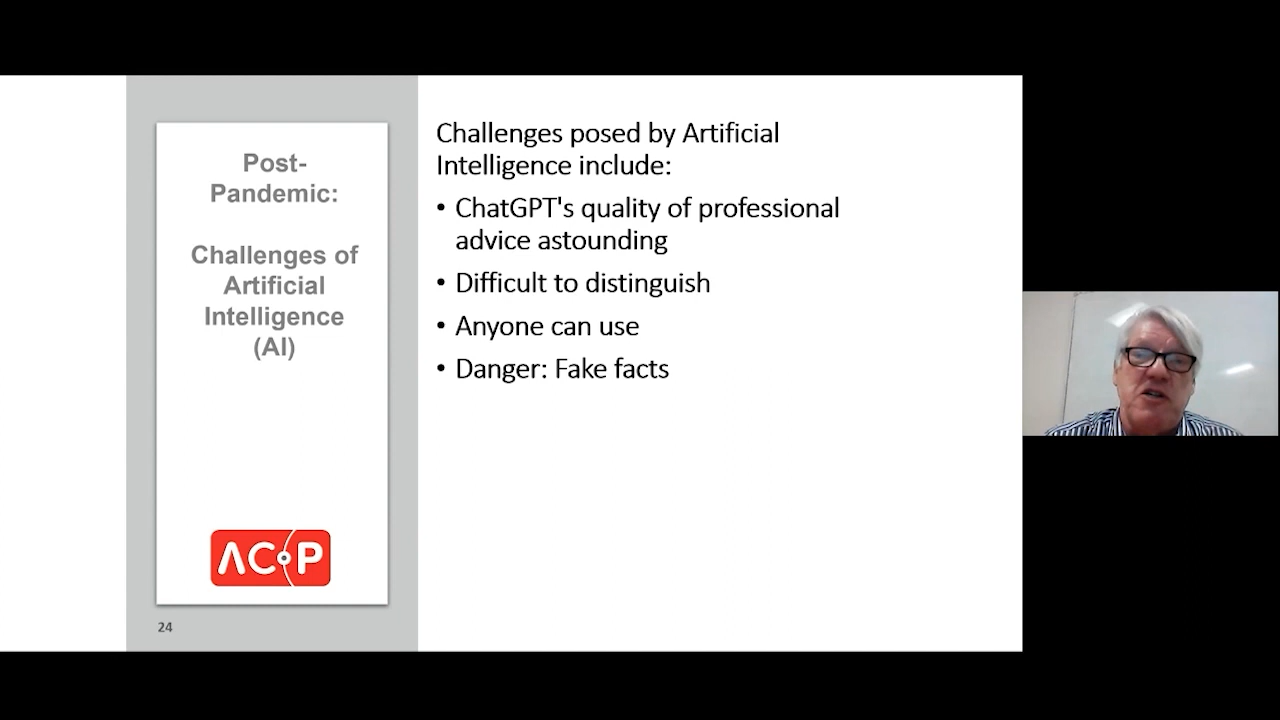 Post-
Pandemic:
Challenges of
Artificial
Intelligence
(AI)
ACP
24
Challenges posed by Artificial
Intelligence include:
• ChatGPT's quality of professional
advice astounding
• Difficult to distinguish
• Anyone can use
• Danger: Fake facts